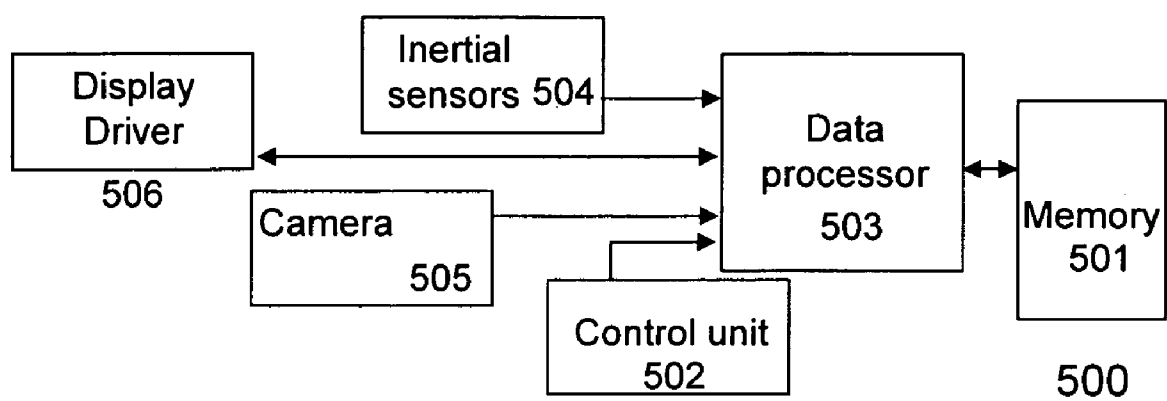 Display
Driver
506
Inertial
sensors 504
Camera
505
Control unit
502
Data
processor
503
Memory
501
500